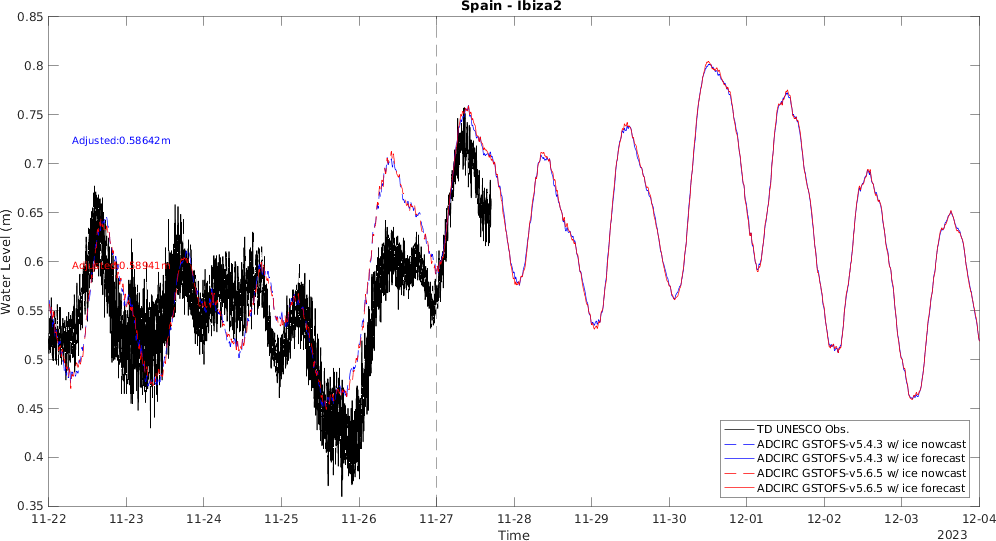 Spain - Ibiza2
0.85
0.8
0.75
0.7
0.65
0.6
0.55
0.5
0.45
0.4
0.35
Water Level (m)
Adjusted:0.58642m
Adjusted:0.58941m
TD UNESCO Obs.
ADCIRC GSTOFS-v5.4.3 w/ ice nowcast
ADCIRC GSTOFS-v5.4.3 w/ ice forecast
ADCIRC GSTOFS-v5.6.5 w/ ice nowcast
ADCIRC GSTOFS-v5.6.5 w/ ice forecast
11-22 11-23 11-24 11-25 11-26 11-27 11-28 11-29 11-30 12-01 12-02 12-03 12-04
Time
2023